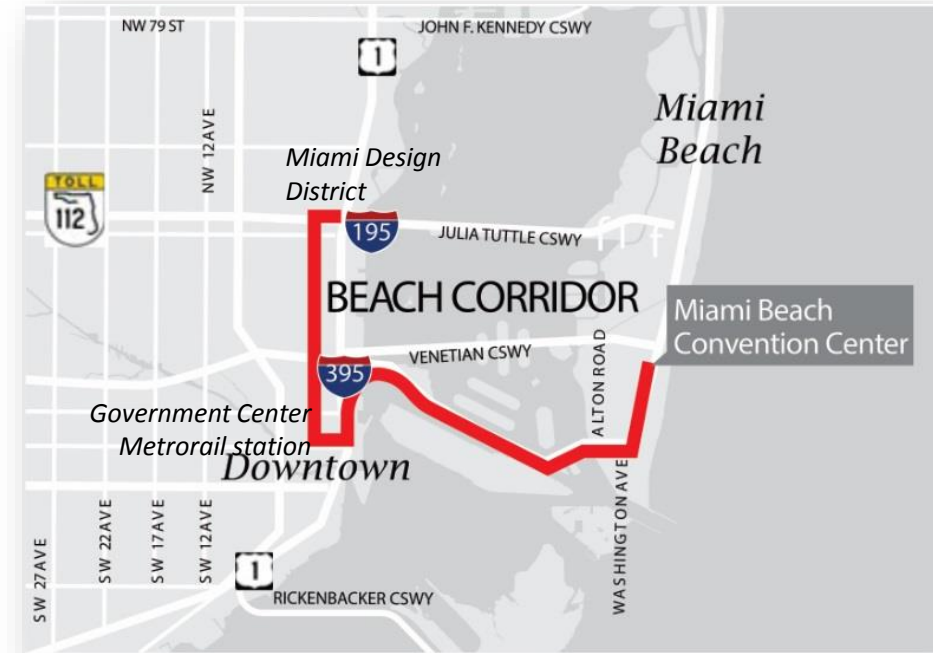 NW 79 ST
JOHN F. KENNEDY CSWY
1
NW 12AVE
Miami
Beach
Miami Design
District
TOLL
112
195
JULIA TUTTLE CSWY
BEACH CORRIDOR
Miami Beach
Convention Center
VENETIAN CSWY
ALTON ROAD
395
Government Center
Metrorail station
Downtown
WASHINGTON AVE
SW 27AVE
SW 22AVE
SW 17AVE
SW 12AVE
1
RICKENBACKER CSWY